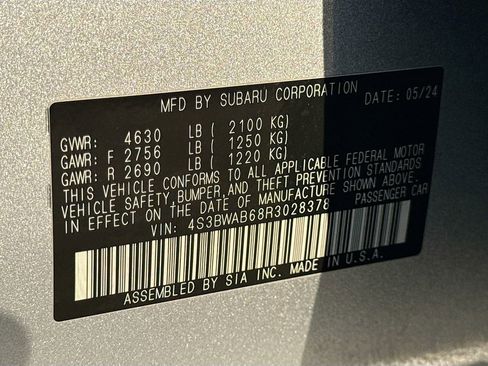 MFD BY SUBARU CORPORATION DATE: 05/24
GVWR: 4630 LB ( 2100 KG)
GAWR: F 2756 LB ( 1250 KG)
GAWR: R 2690 LB ( 1220 KG)
THIS VEHICLE CONFORMS TO ALL APPLICABLE FEDERAL MOTOR
VEHICLE SAFETY,BUMPER,AND THEFT PREVENTION STANDARDS
IN EFFECT ON THE DATE OF MANUFACTURE SHOWN ABOVE.
VIN: 4S3BWAB68R3028378 PASSENGER CAR
ASSEMBLED BY SIA INC. MADE IN U.S.A.